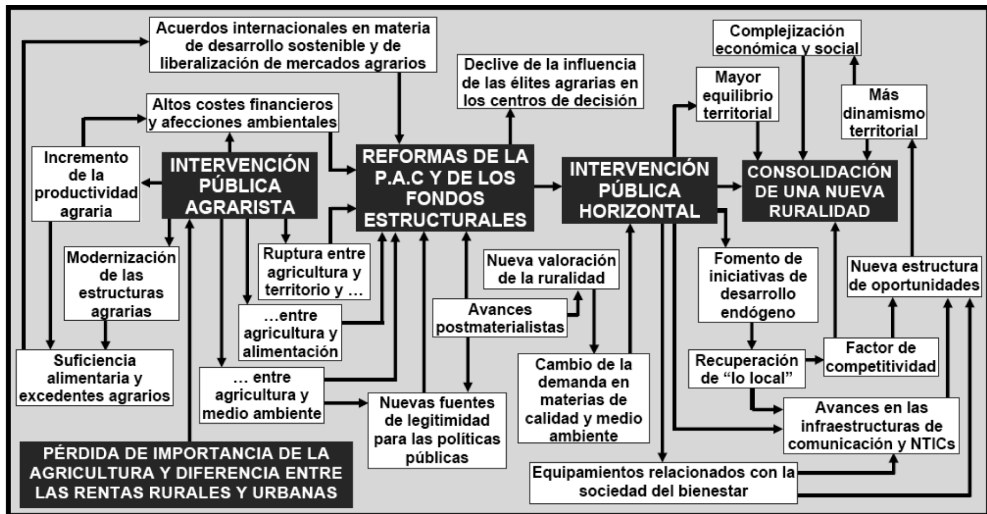 Acuerdos internacionales en materia
de desarrollo sostenible y de
liberalización de mercados agrarios
Complejización
económica y social
Declive de la influencia
de las élites agrarias en
los centros de decisión
Mayor
equilibrio
territorial
Más
dinamismo
territorial
Altos costes financieros
y afecciones ambientales
Incremento
de la
productividad
agraria
INTERVENCIÓN
PÚBLICA
AGRARISTA
REFORMAS DE LA
P.A.C Y DE LOS
FONDOS
ESTRUCTURALES
INTERVENCIÓN
PÚBLICA
HORIZONTAL
CONSOLIDACIÓN
DE UNA NUEVA
RURALIDAD
Modernización
de las
estructuras
agrarias
Ruptura entre
agricultura y
territorio y …
Nueva valoración
de la ruralidad
Fomento de
iniciativas de
desarrollo
endógeno
Nueva estructura
de oportunidades
…entre
agricultura y
alimentación
Avances
postmaterialistas
Suficiencia
alimentaria y
excedentes agrarios
… entre
agricultura y
medio ambiente
Cambio de la
demanda en
materias de
calidad y medio
ambiente
Recuperación
de “lo local”
Factor de
competitividad
Nuevas fuentes
de legitimidad
para las políticas
públicas
Avances en las
infraestructuras de
comunicación y NTICs
PÉRDIDA DE IMPORTANCIA DE LA
AGRICULTURA Y DIFERENCIA ENTRE
LAS RENTAS RURALES Y URBANAS
Equipamientos relacionados con la
sociedad del bienestar